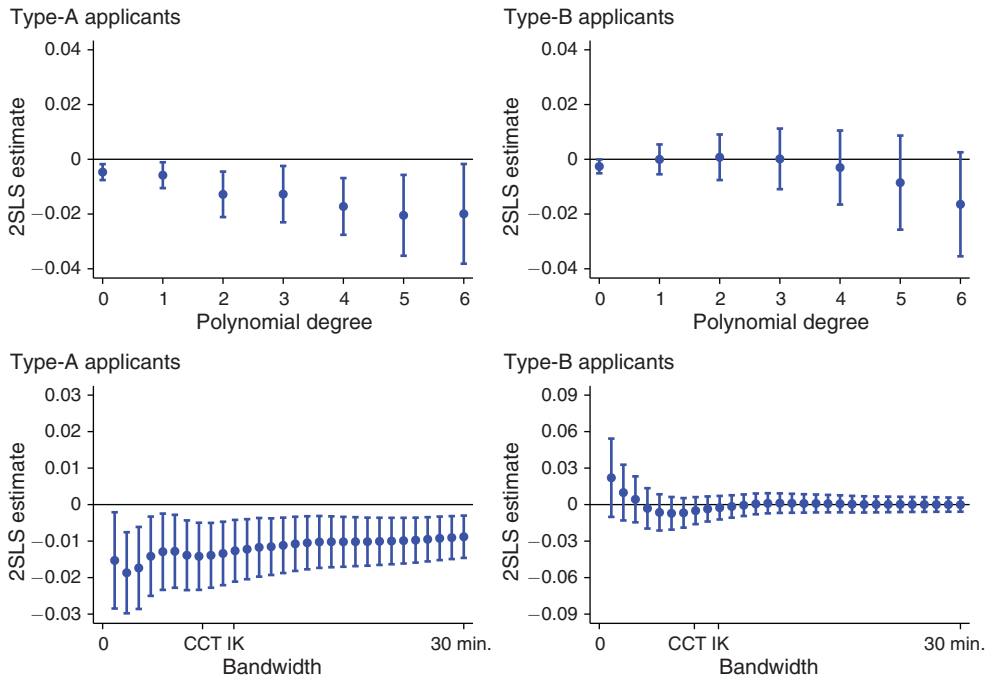 Type-A applicants
2SLS estimate
0.04
0.02
0
−0.02
−0.04
0 1 2 3 4 5 6
Polynomial degree
Type-B applicants
2SLS estimate
0.04
0.02
0
−0.02
−0.04
0 1 2 3 4 5 6
Polynomial degree
Type-A applicants
2SLS estimate
0.03
0.03
0.01
0
−0.01
−0.02
−0.03
0 CCT IK 30 min.
Bandwidth
Type-B applicants
2SLS estimate
0.09
0.06
0.03
0
−0.03
−0.06
−0.09
0 CCT IK 30 min.
Bandwidth